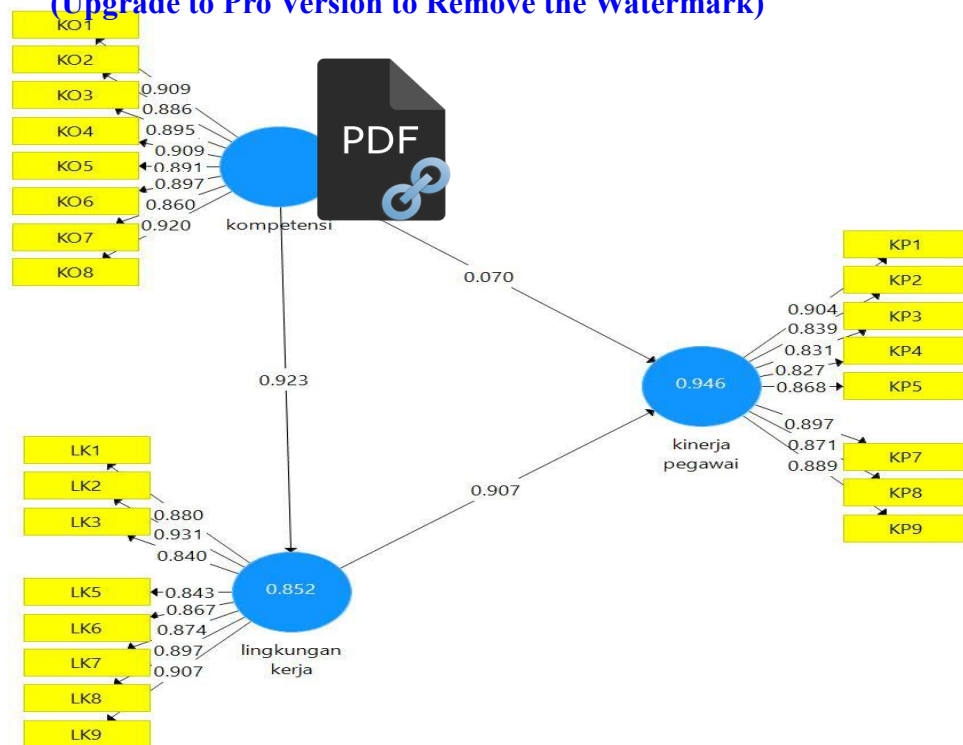 (Upgrade to Pro Version to Remove the Watermark)
KO1
KO2
KO3
KO4
KO5
KO6
KO7
KO8
0.909
0.886
0.895
0.909
0.891
0.897
0.860
0.920
kompetensi
PDF
0.070
0.923
0.907
KP1
KP2
KP3
KP4
KP5
KP7
KP8
KP9
0.904
0.839
0.831
0.827
0.868
0.897
0.871
0.889
0.946
kinerja
pegawai
LK1
LK2
LK3
LK5
LK6
LK7
LK8
LK9
0.880
0.931
0.840
0.843
0.867
0.874
0.897
0.907
0.852
lingkungan
kerja